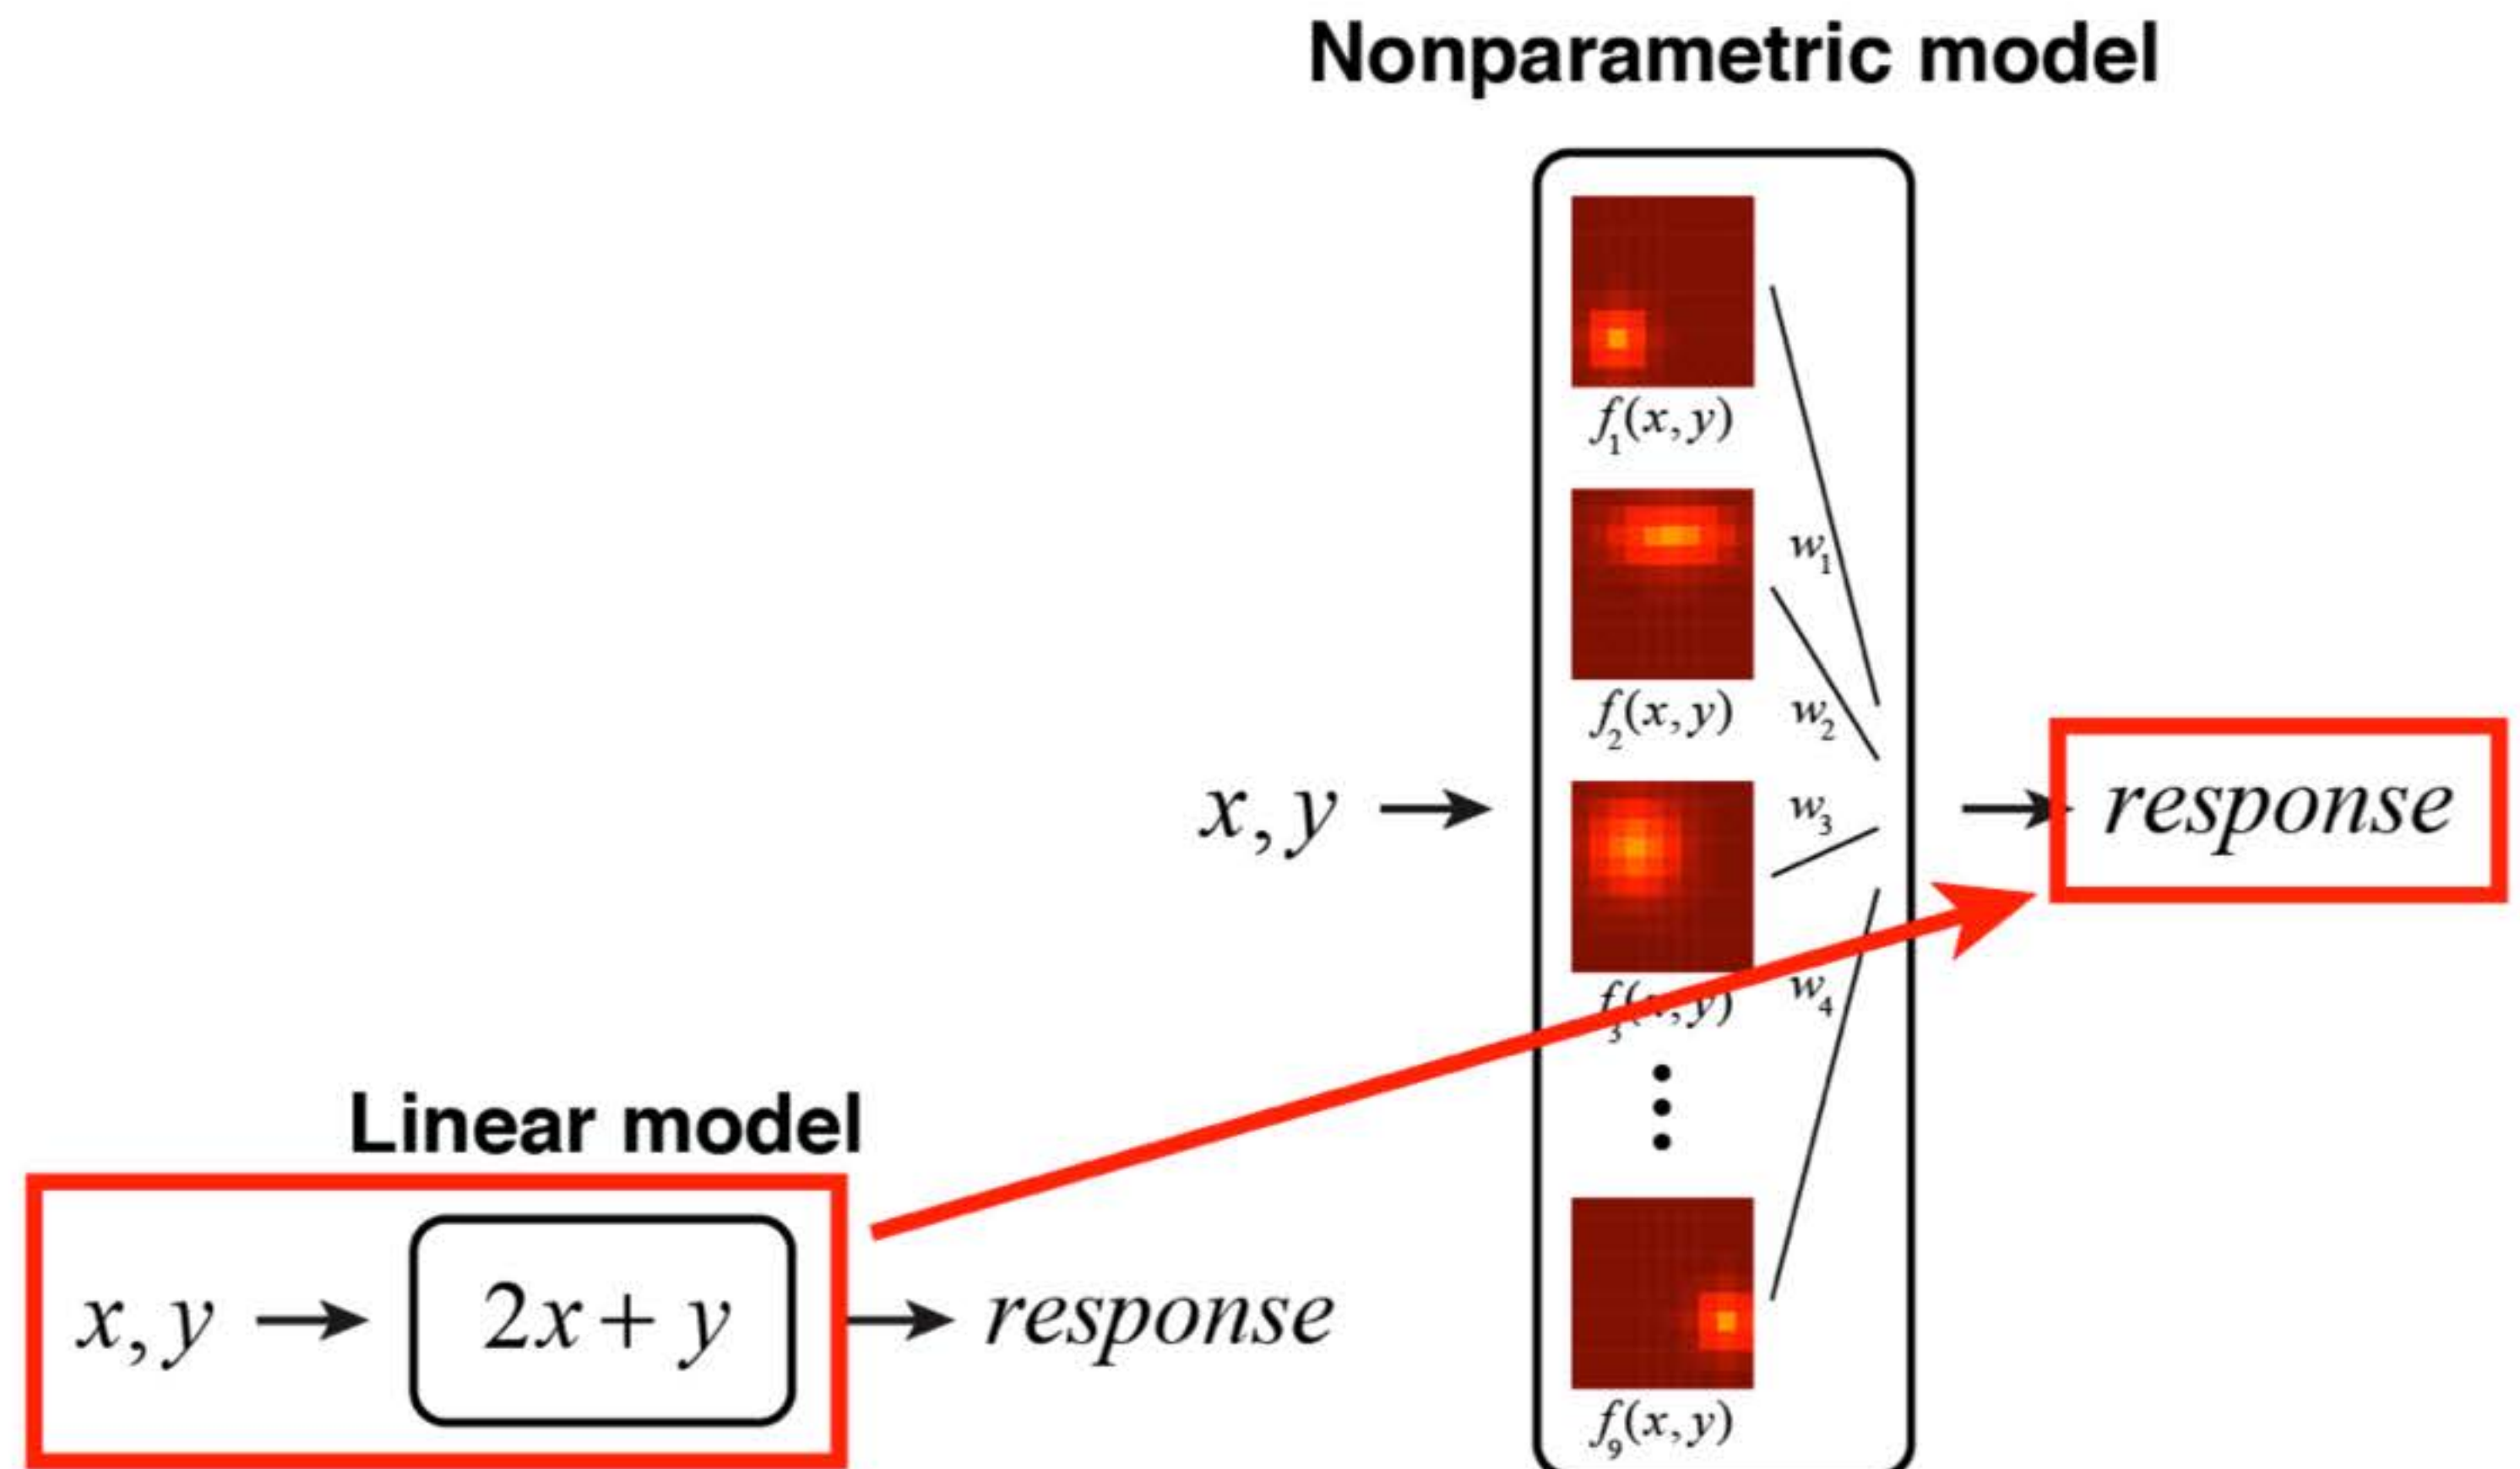 Nonparametric model
f₁(x, y)
w₁
f₂(x, y)
w₂
x, y → response
w₃
f₃(x, y)
w₄
⋮
f₉(x, y)
Linear model
x, y → 2x + y → response